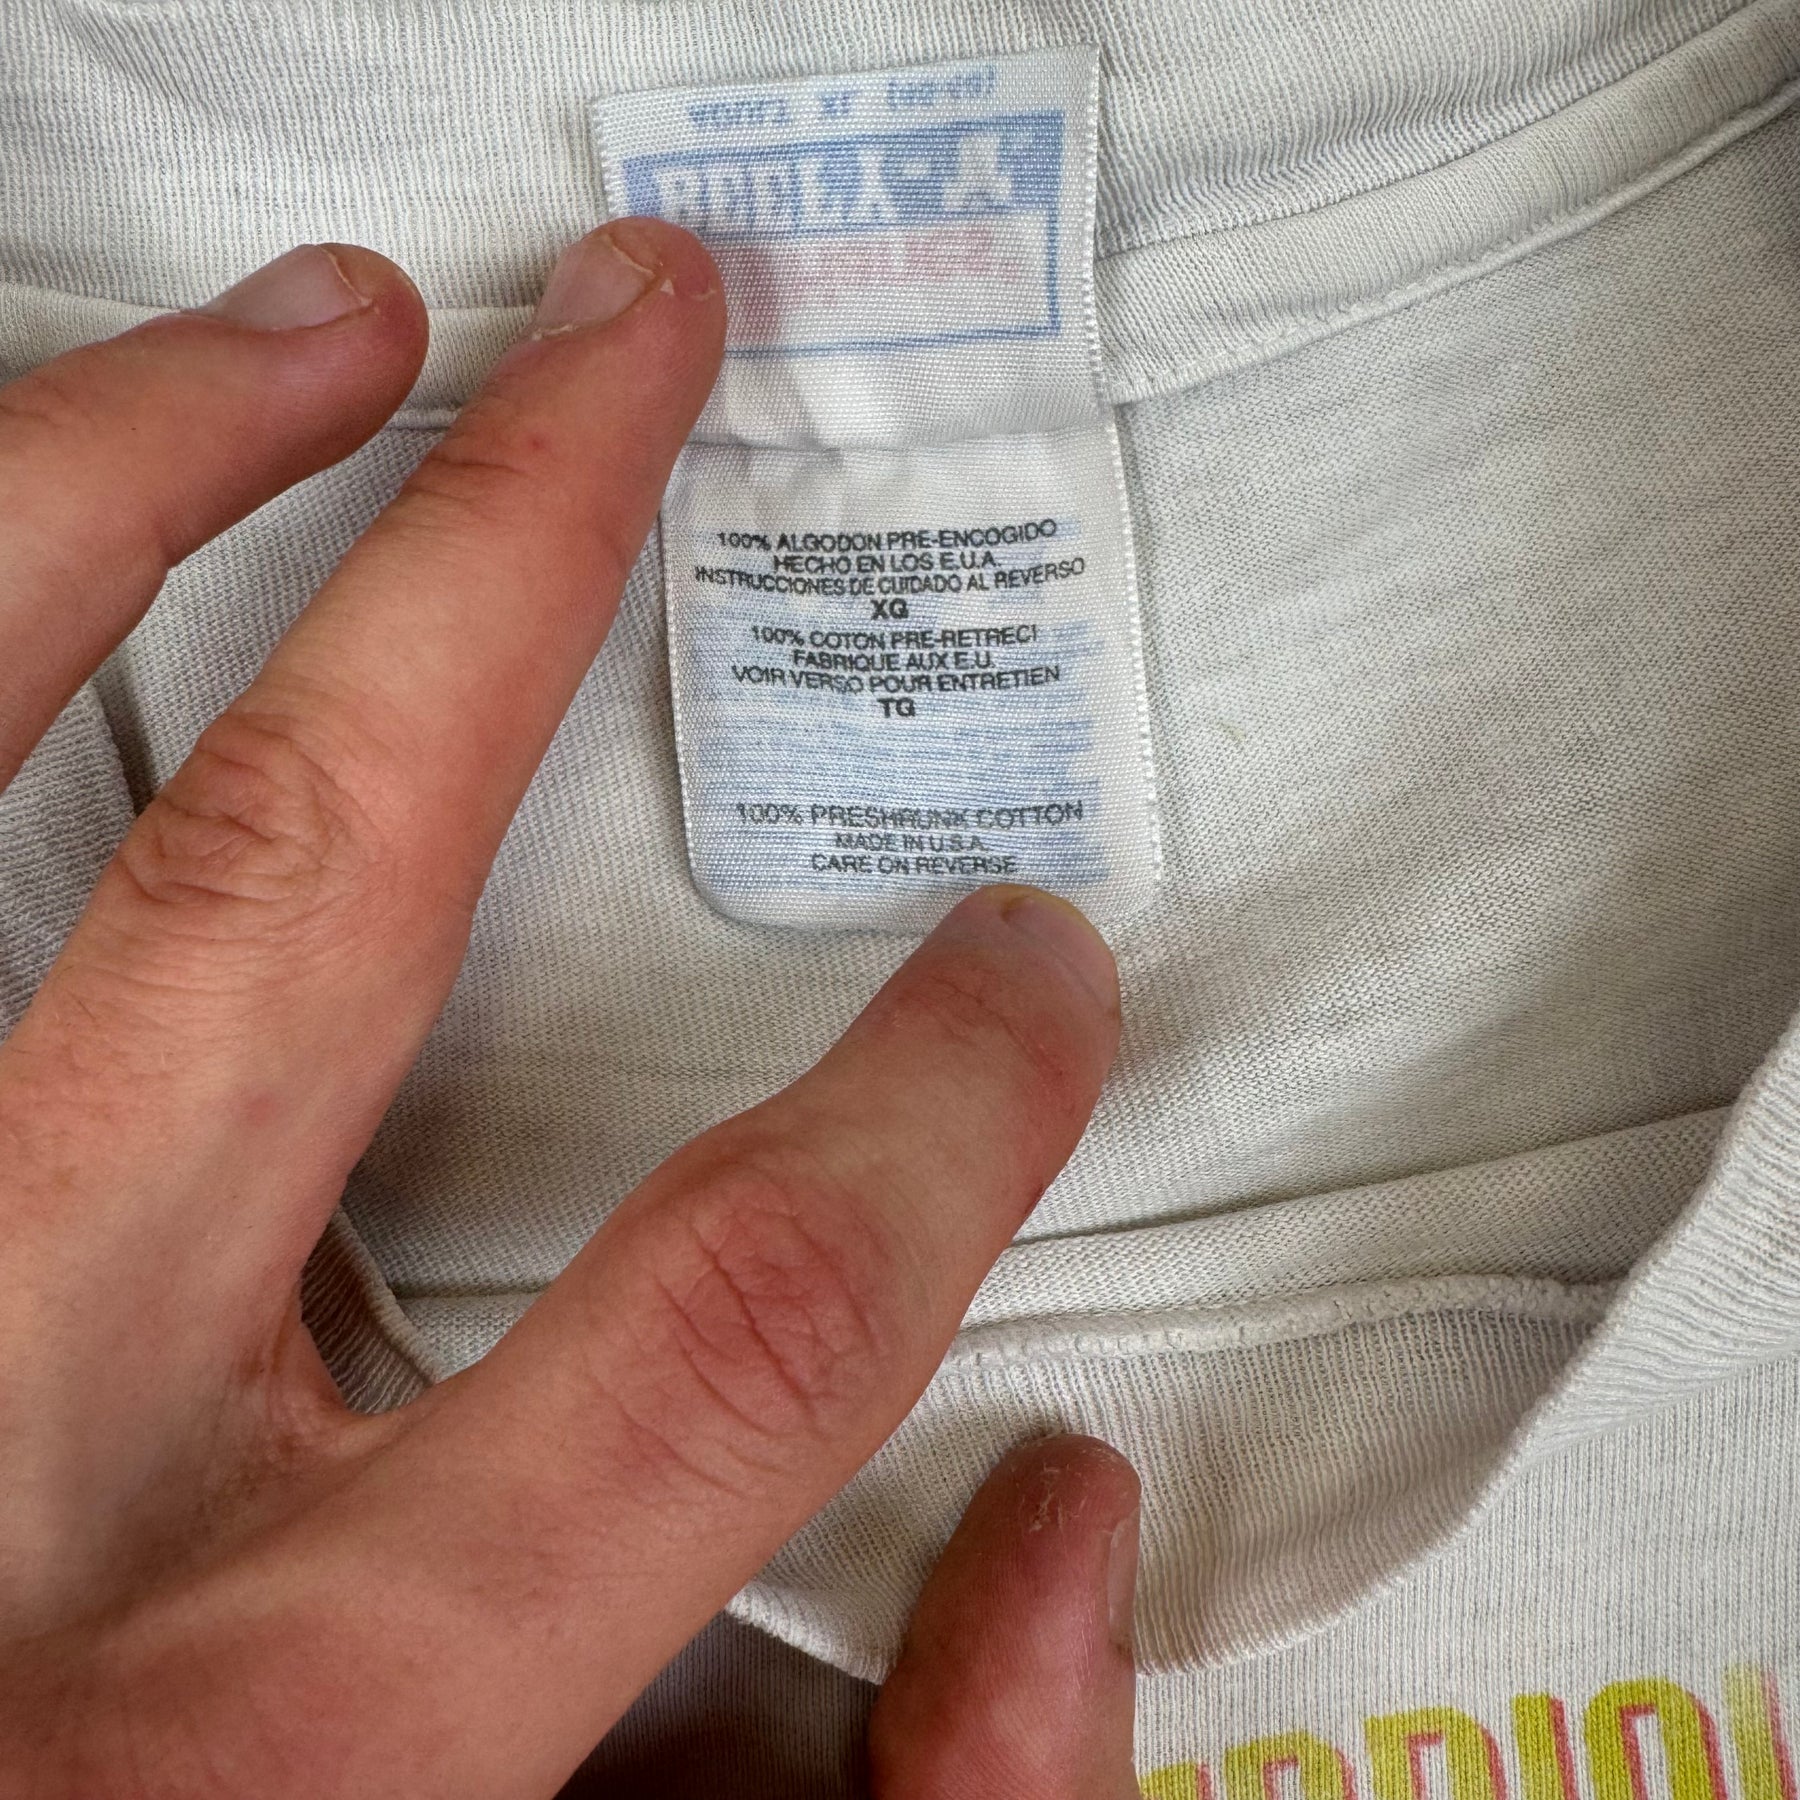 100% ALGODON PRE-ENCOGIDO
HECHO EN LOS E.U.A.
INSTRUCCIONES DE CUIDADO AL REVERSO
XG
100% COTON PRE-RETRECI
FABRIQUE AUX E.U.
VOIR VERSO POUR ENTRETIEN
TG
100% PRESHRUNK COTTON
MADE IN U.S.A.
CARE ON REVERSE